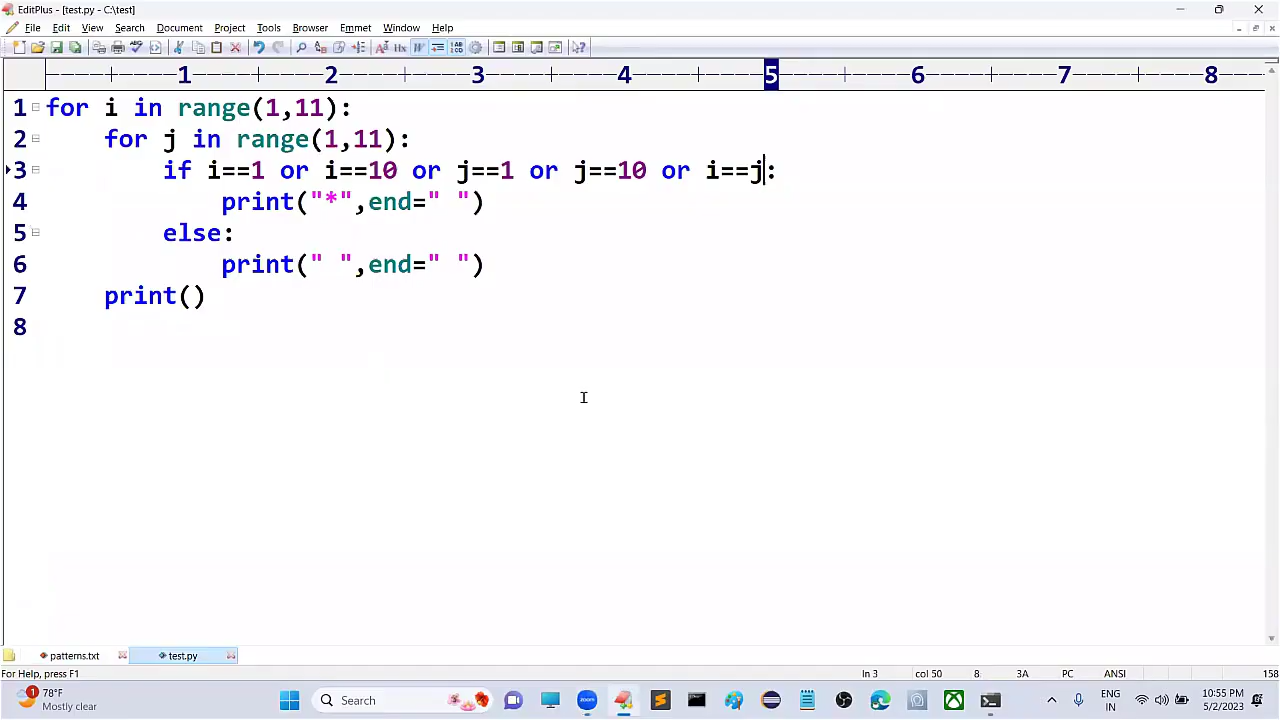 EditPlus - [test.py - C:\test]
File Edit View Search Document Project Tools Browser Emmet Window Help
1 2 3 4 5 6 7 8
1 for i in range(1,11):
2 for j in range(1,11):
3 if i==1 or i==10 or j==1 or j==10 or i==j:
4 print("*",end=" ")
5 else:
6 print(" ",end=" ")
7 print()
8
patterns.txt test.py
For Help, press F1 ln 3 col 50 8 3A PC ANSI 158
1 78°F Search ENG 10:55 PM
Mostly clear IN 5/2/2023